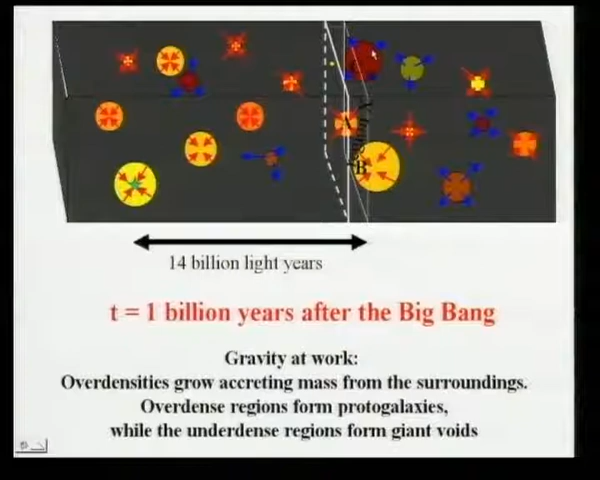 A
B
14 billion light years
t = 1 billion years after the Big Bang
Gravity at work:
Overdensities grow accreting mass from the surroundings.
Overdense regions form protogalaxies,
while the underdense regions form giant voids